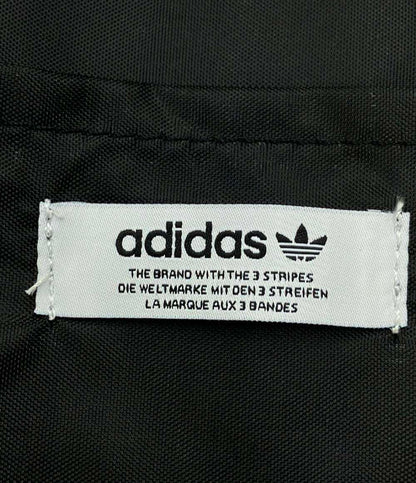 adidas
THE BRAND WITH THE 3 STRIPES
DIE WELTMARKE MIT DEN 3 STREIFEN
LA MARQUE AUX 3 BANDES